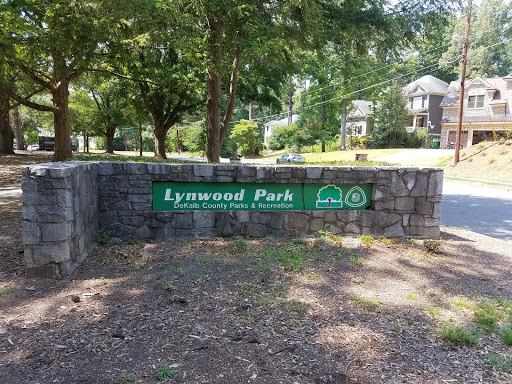 Lynwood Park
DeKalb County Parks & Recreation